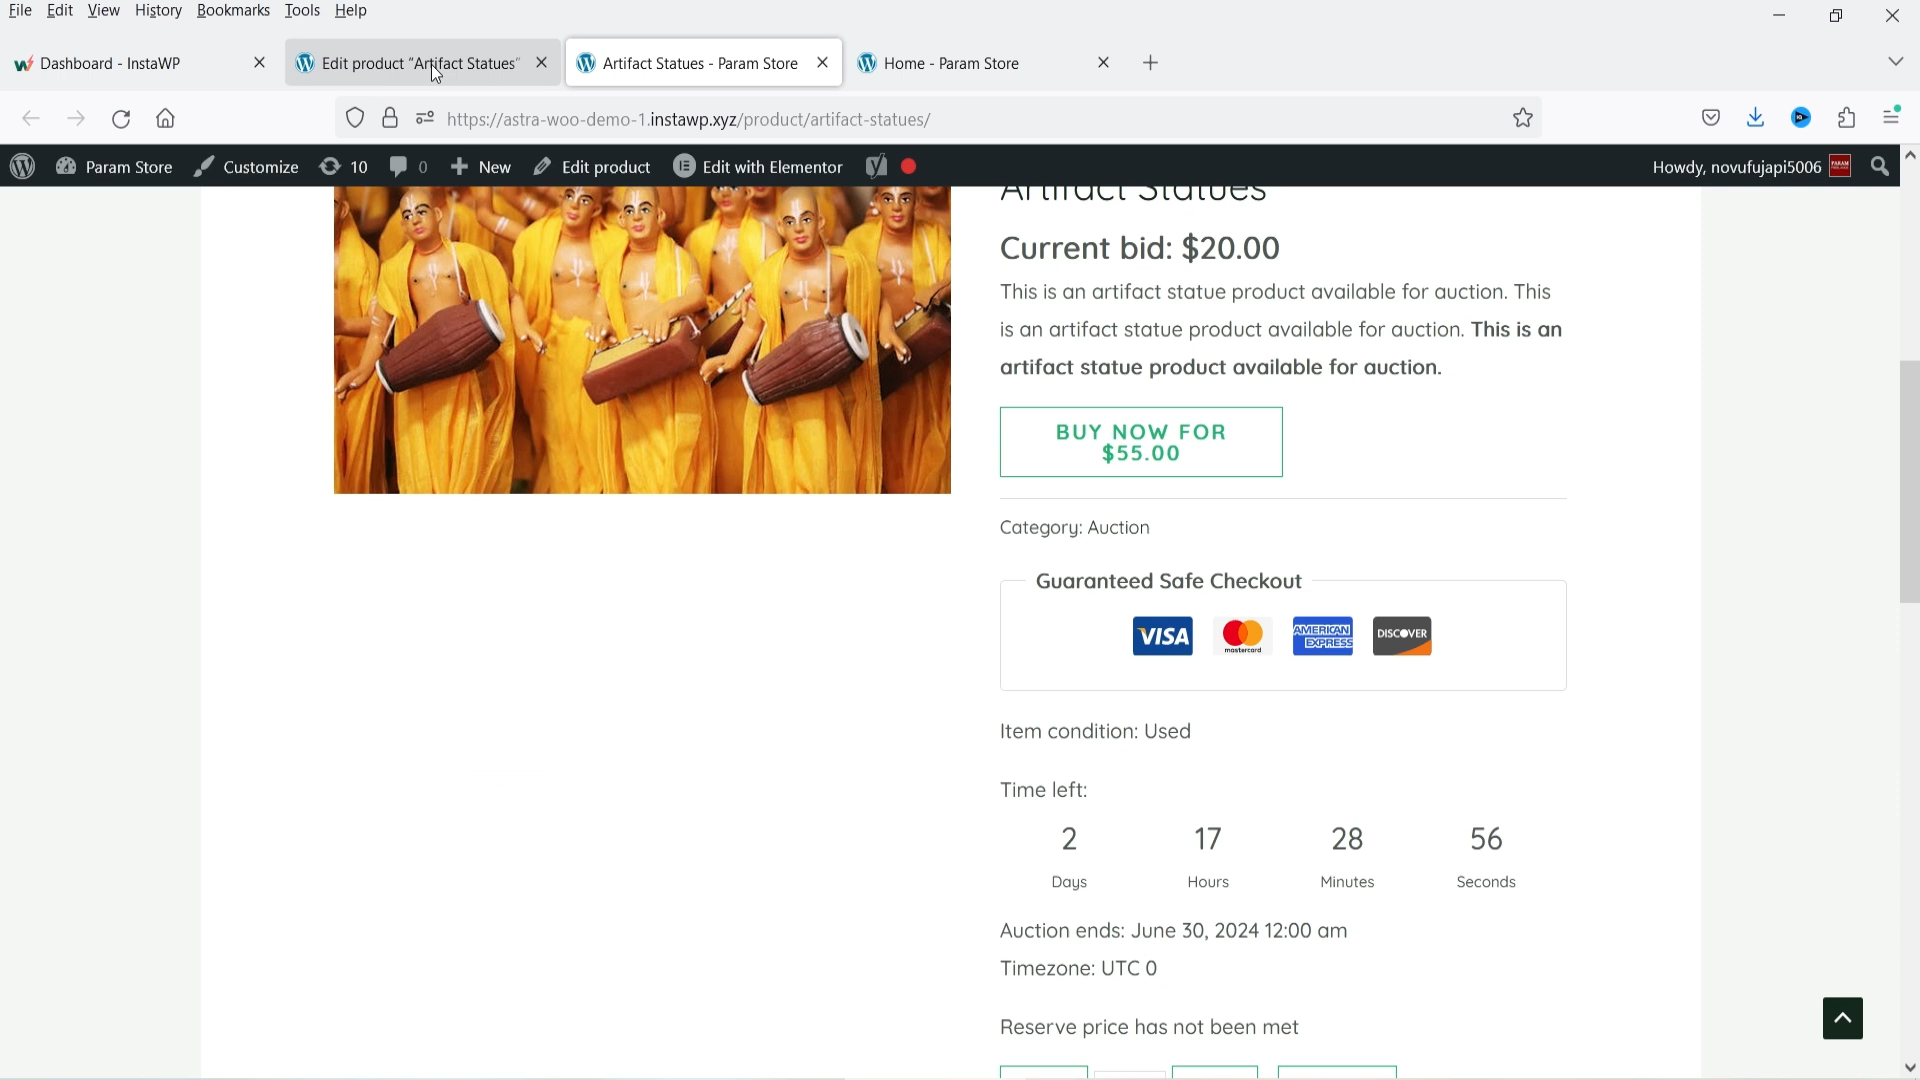 File Edit View History Bookmarks Tools Help
Dashboard - InstaWP
Edit product “Artifact Statues”
Artifact Statues - Param Store
Home - Param Store
https://astra-woo-demo-1.instawp.xyz/product/artifact-statues/
Param Store Customize 10 0 New Edit product Edit with Elementor
Howdy, novufujapi5006
Artifact Statues
Current bid: $20.00
This is an artifact statue product available for auction. This
is an artifact statue product available for auction. This is an
artifact statue product available for auction.
BUY NOW FOR
$55.00
Category: Auction
Guaranteed Safe Checkout
VISA
mastercard
AMERICAN
EXPRESS
DISCOVER
Item condition: Used
Time left:
2 17 28 56
Days Hours Minutes Seconds
Auction ends: June 30, 2024 12:00 am
Timezone: UTC 0
Reserve price has not been met